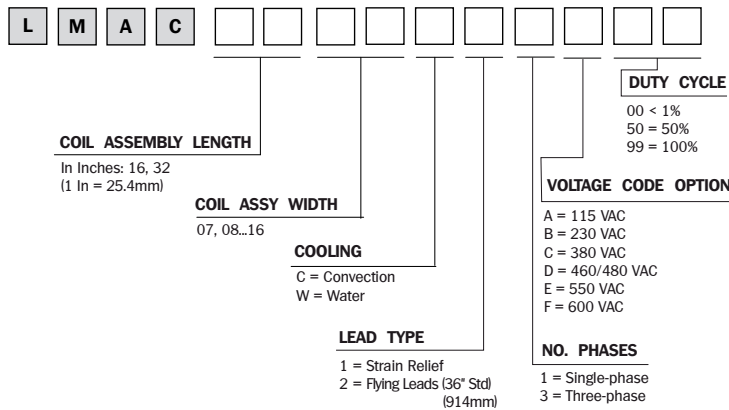 L M A C
DUTY CYCLE
00 < 1%
50 = 50%
99 = 100%
COIL ASSEMBLY LENGTH
In Inches: 16, 32
(1 In = 25.4mm)
VOLTAGE CODE OPTION
A = 115 VAC
B = 230 VAC
C = 380 VAC
D = 460/480 VAC
E = 550 VAC
F = 600 VAC
COIL ASSY WIDTH
07, 08...16
COOLING
C = Convection
W = Water
LEAD TYPE
1 = Strain Relief
2 = Flying Leads (36" Std)
(914mm)
NO. PHASES
1 = Single-phase
3 = Three-phase